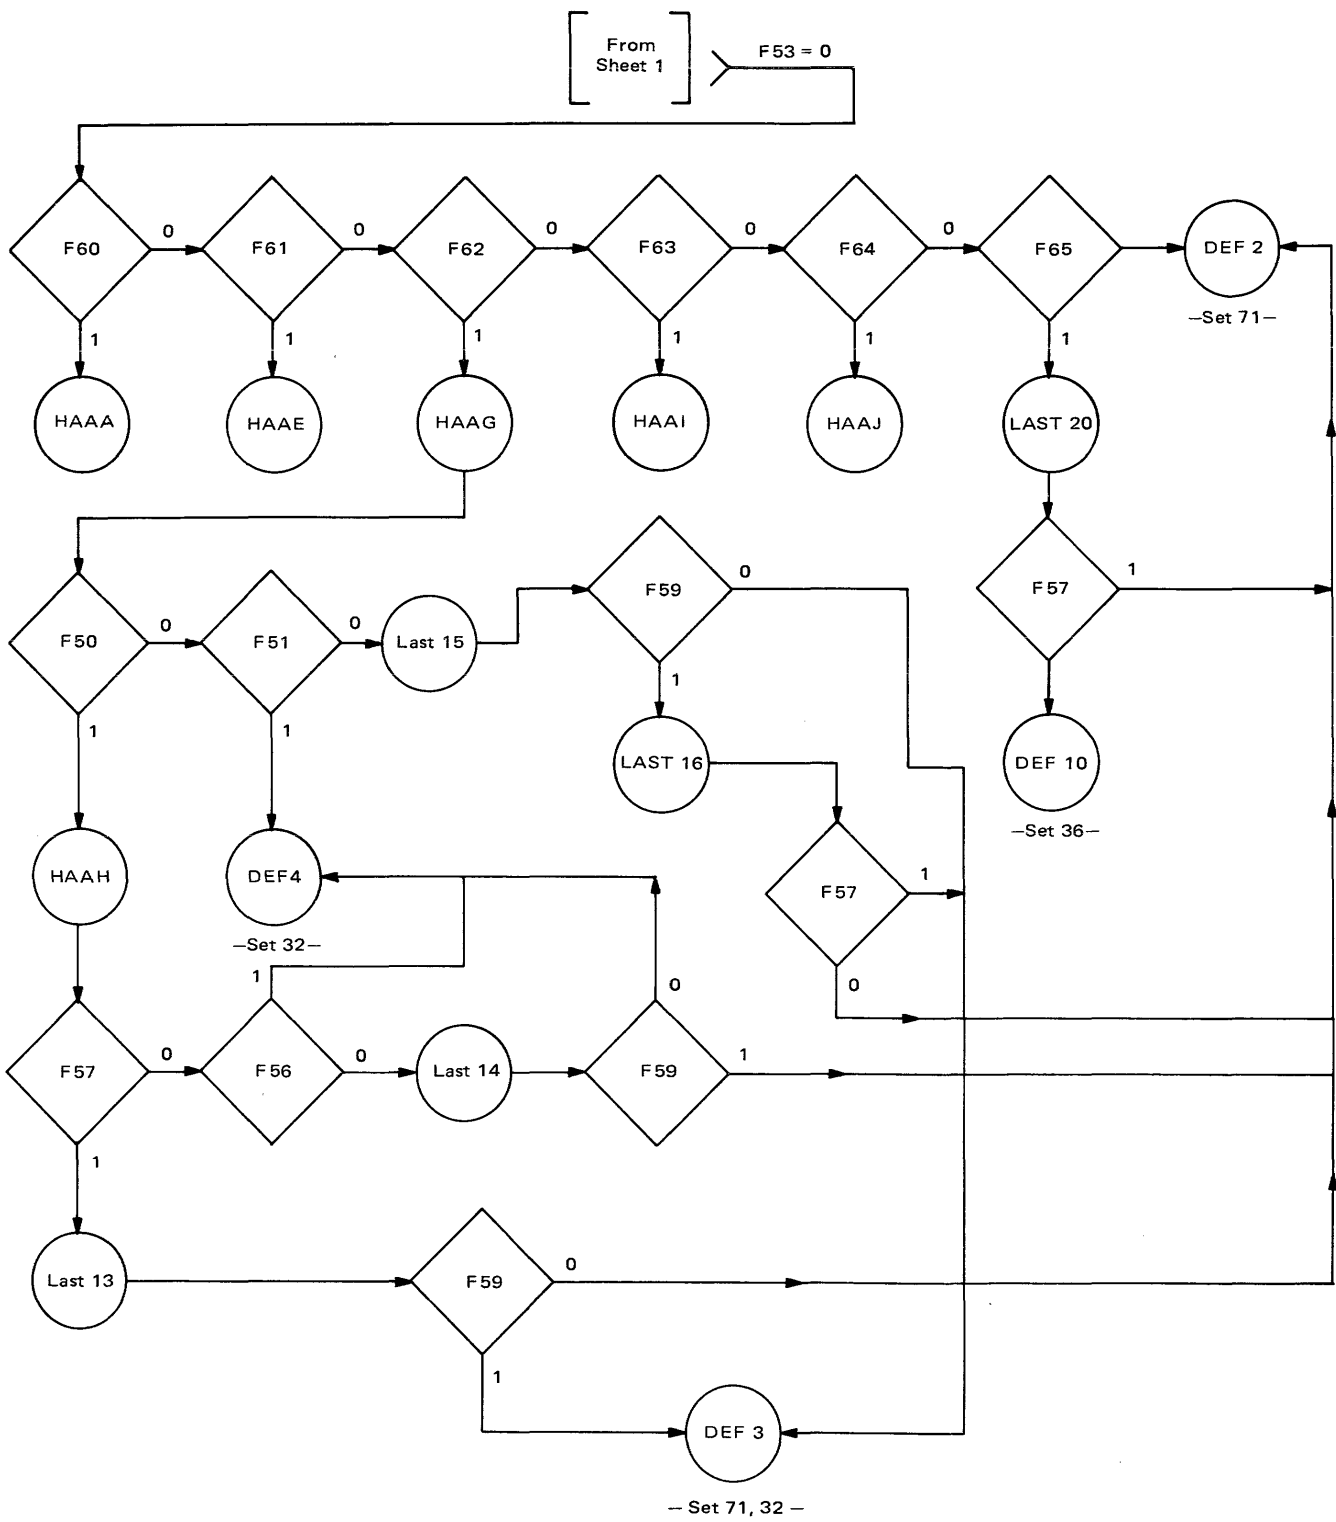 From
Sheet 1
F53 = 0
F60
0
F61
0
F62
0
F63
0
F64
0
F65
DEF 2
—Set 71—
1
1
1
1
1
1
HAAA
HAAE
HAAG
HAAI
HAAJ
LAST 20
F50
0
F51
0
Last 15
F59
0
F57
1
1
1
1
LAST 16
DEF 10
—Set 36—
HAAH
DEF4
—Set 32—
F57
1
0
1
0
F57
0
F56
0
Last 14
F59
1
1
Last 13
F59
0
1
DEF 3
— Set 71, 32 —